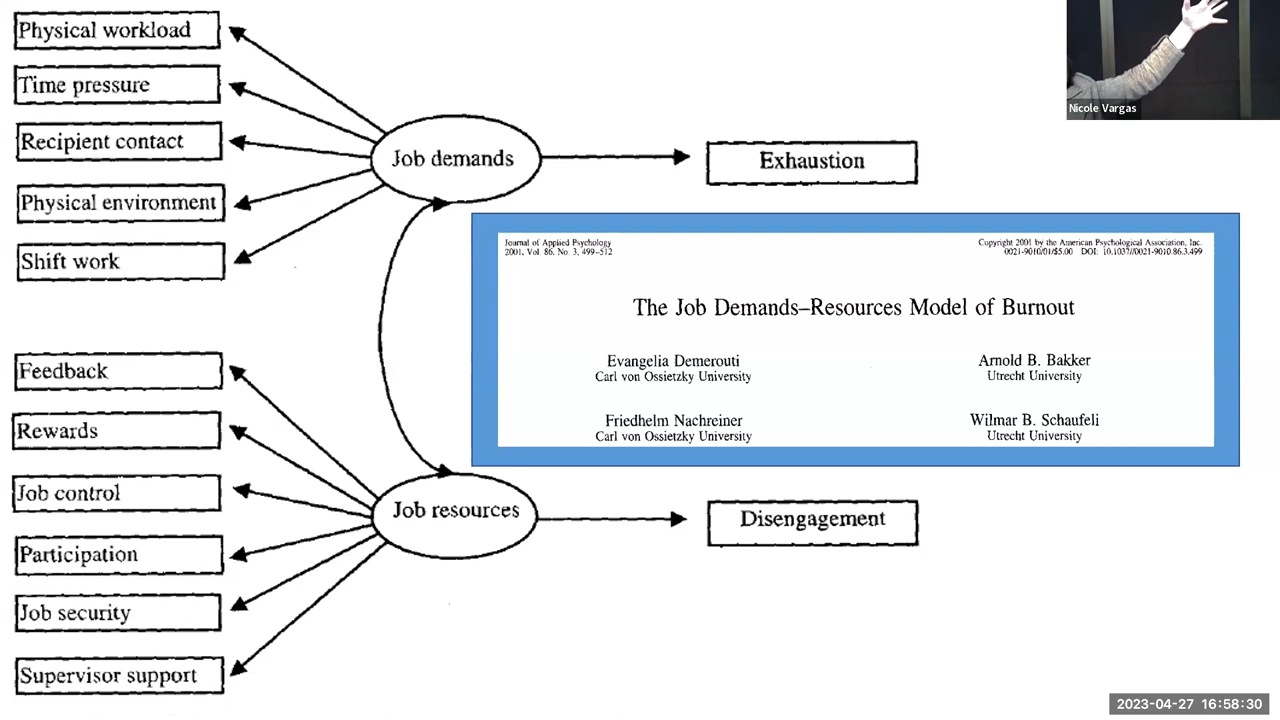 Physical workload
Time pressure
Recipient contact
Physical environment
Shift work
Job demands
Exhaustion
Nicole Vargas
Journal of Applied Psychology
2001, Vol. 86, No. 3, 499–512
Copyright 2001 by the American Psychological Association, Inc.
0021-9010/01/$5.00 DOI: 10.1037//0021-9010.86.3.499
The Job Demands–Resources Model of Burnout
Evangelia Demerouti
Carl von Ossietzky University
Arnold B. Bakker
Utrecht University
Friedhelm Nachreiner
Carl von Ossietzky University
Wilmar B. Schaufeli
Utrecht University
Feedback
Rewards
Job control
Participation
Job security
Supervisor support
Job resources
Disengagement
2023-04-27 16:58:30